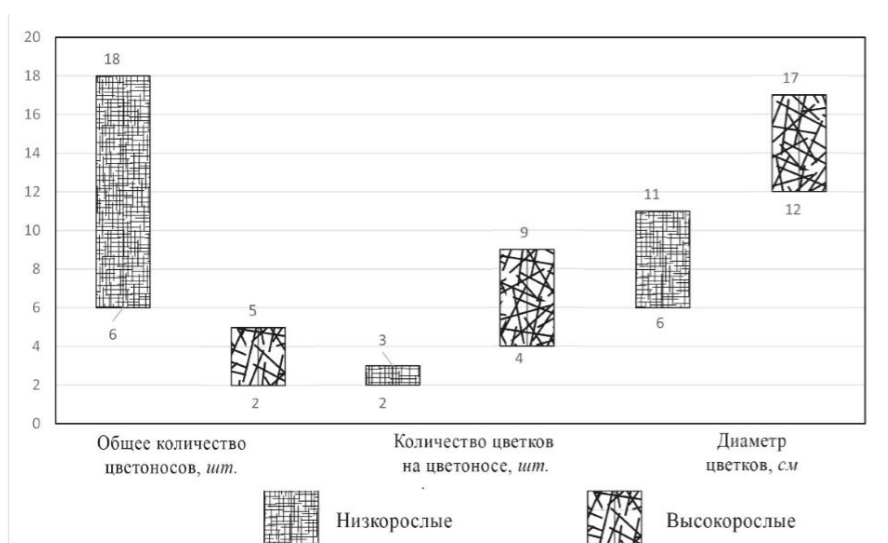 20
18
18
17
16
14
12
12
11
10
9
8
6
6
6
5
4
4
3
2
2
2
0
Общее количество
цветоносов, шт.
Количество цветков
на цветоносе, шт.
Диаметр
цветков, см
Низкорослые
Высокорослые